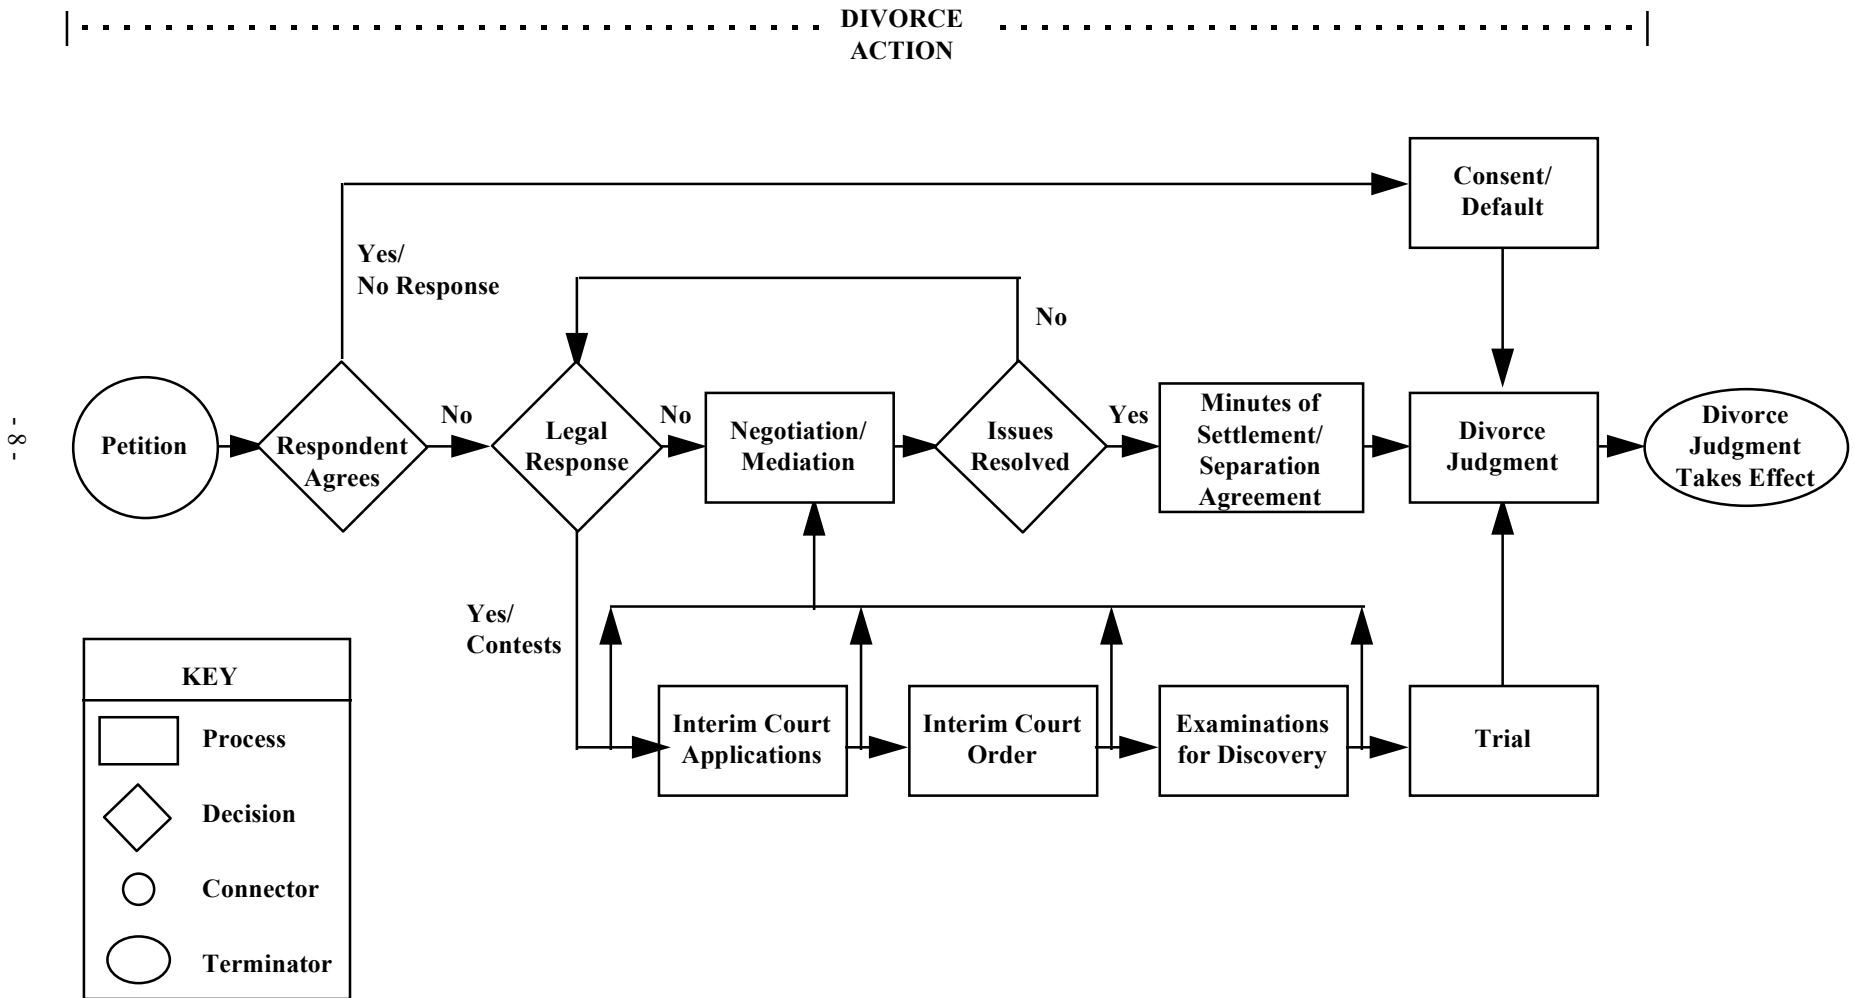 DIVORCE
ACTION
Consent/
Default
Yes/
No Response
No
Petition
Respondent
Agrees
No
Legal
Response
No
Negotiation/
Mediation
Issues
Resolved
Yes
Minutes of
Settlement/
Separation
Agreement
Divorce
Judgment
Divorce
Judgment
Takes Effect
- 8 -
Yes/
Contests
Interim Court
Applications
Interim Court
Order
Examinations
for Discovery
Trial
KEY
Process
Decision
Connector
Terminator